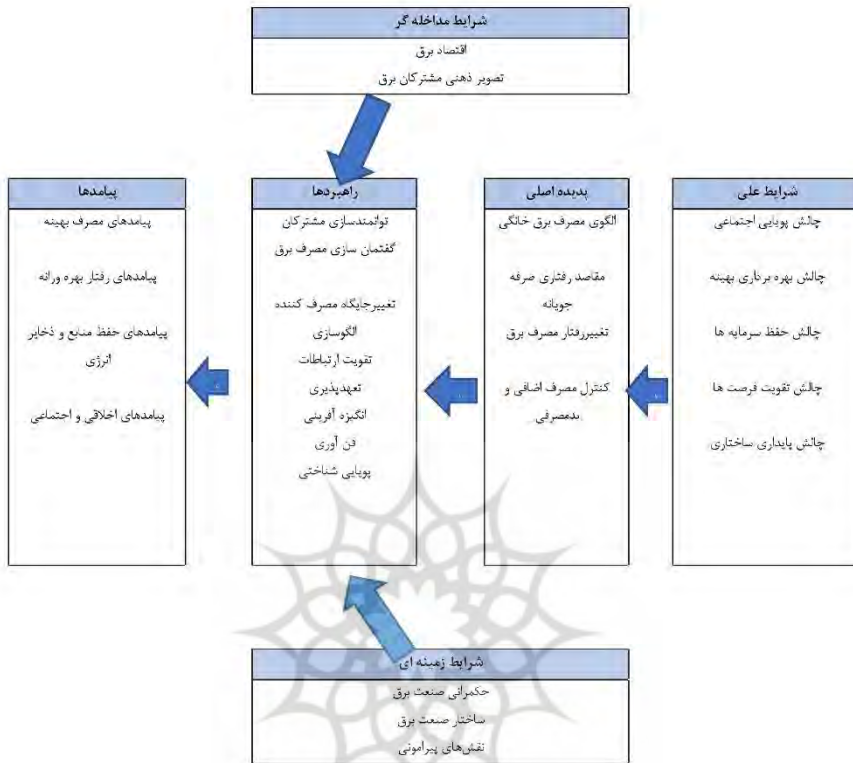 شرایط مداخله گر
اقتصاد برق
تصویر ذهنی مشترکان برق
شرایط علی
چالش پویایی اجتماعی
چالش بهره برداری بهینه
چالش حفظ سرمایه ها
چالش تقویت فرصت ها
چالش پایداری ساختاری
پدیده اصلی
الگوی مصرف برق خانگی
مقاصد رفتاری صرفه
جویانه
تغییررفتار مصرف برق
کنترل مصرف اضافی و
بدمصرفی
راهبردها
توانمندسازی مشترکان
گفتمان سازی مصرف برق
تغییرجایگاه مصرف کننده
الگوسازی
تقویت ارتباطات
تعهدپذیری
انگیزه آفرینی
فن آوری
پویایی شناختی
پیامدها
پیامدهای مصرف بهینه
پیامدهای رفتار بهره ورانه
پیامدهای حفظ منابع و ذخایر
انرژی
پیامدهای اخلاقی و اجتماعی
شرایط زمینه ای
حکمرانی صنعت برق
ساختار صنعت برق
نقش‌های پیرامونی